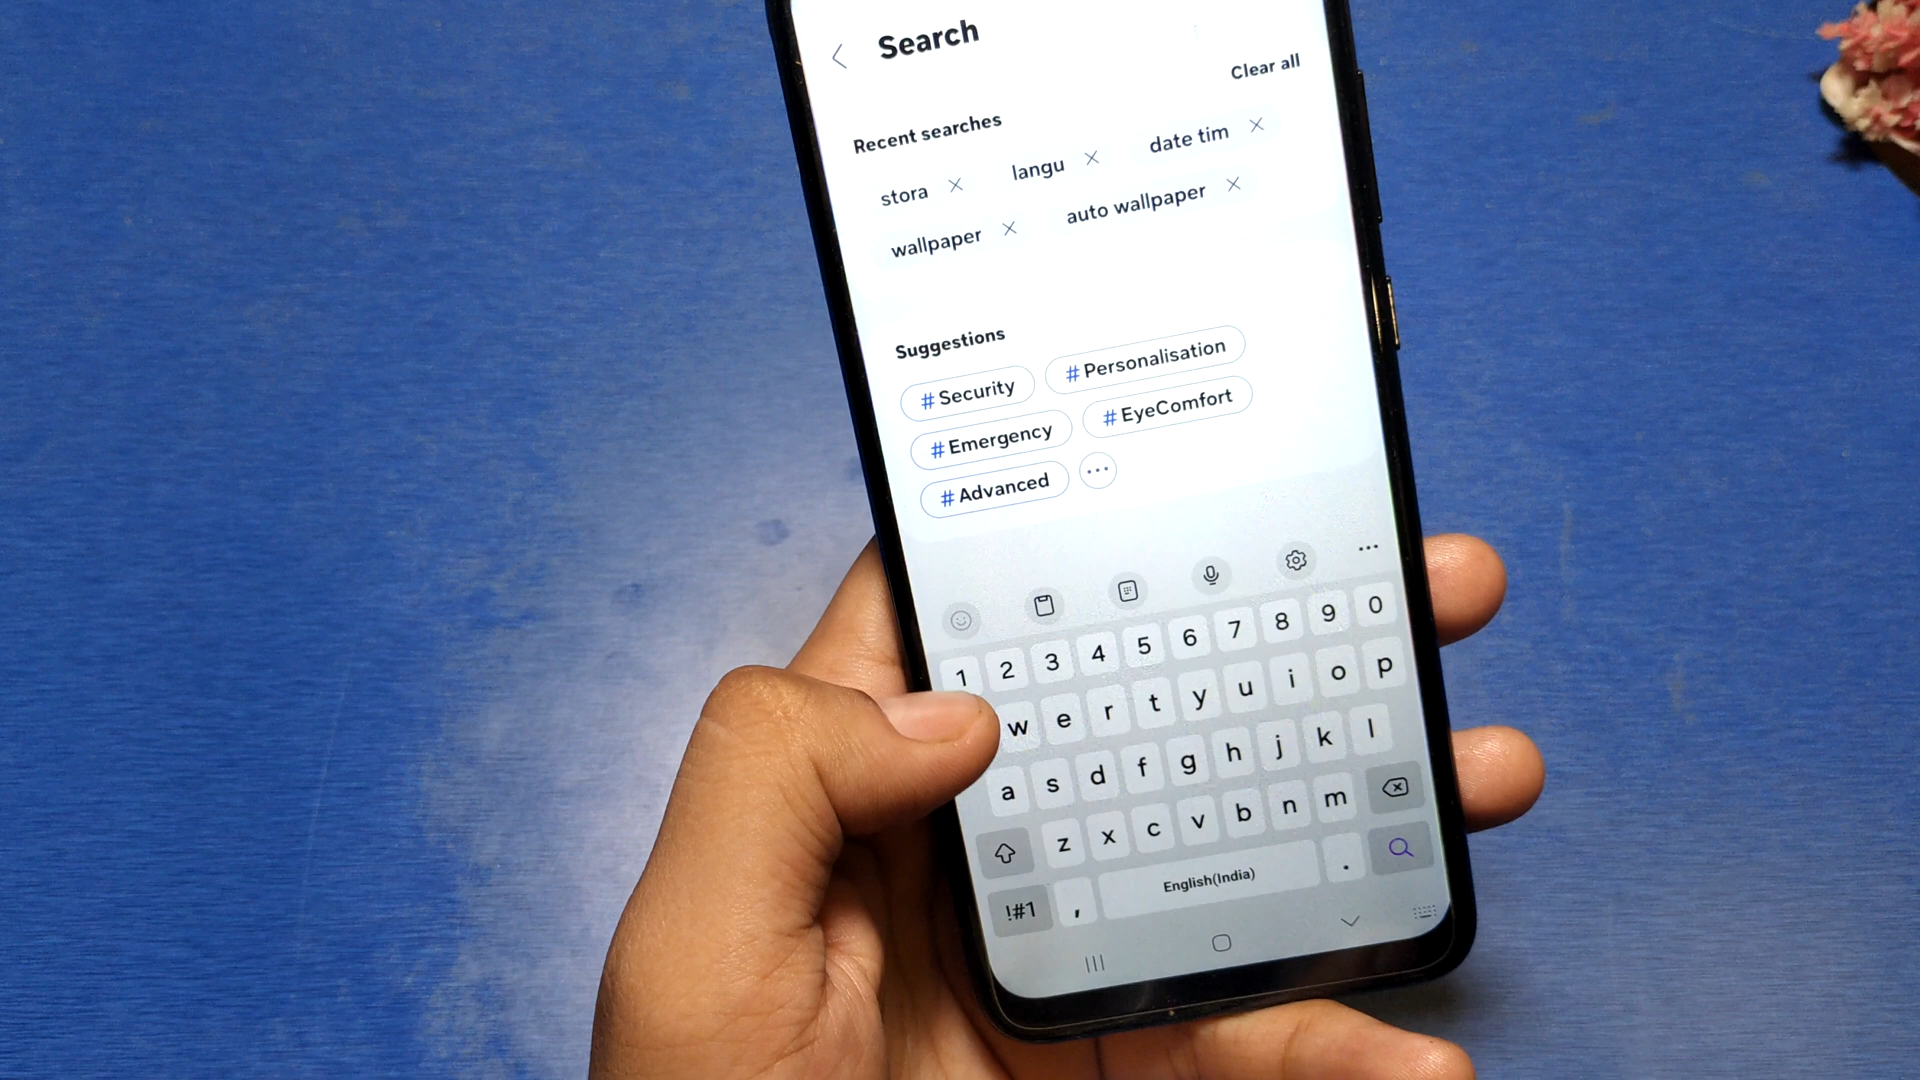 Search
Clear all
Recent searches
stora langu date tim
wallpaper auto wallpaper
Suggestions
#Security #Personalisation
#Emergency #EyeComfort
#Advanced
1 2 3 4 5 6 7 8 9 0
w e r t y u i o p
a s d f g h j k l
z x c v b n m
!#1 , English(India) .